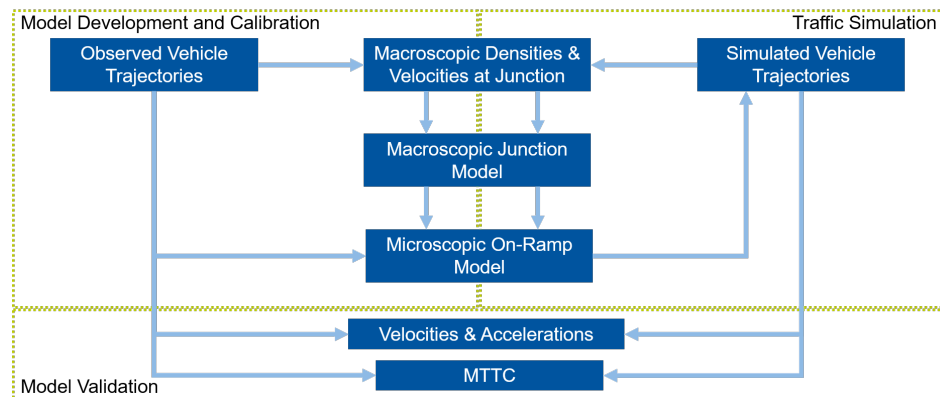 Model Development and Calibration
Traffic Simulation
Observed Vehicle
Trajectories
Macroscopic Densities &
Velocities at Junction
Simulated Vehicle
Trajectories
Macroscopic Junction
Model
Microscopic On-Ramp
Model
Velocities & Accelerations
MTTC
Model Validation